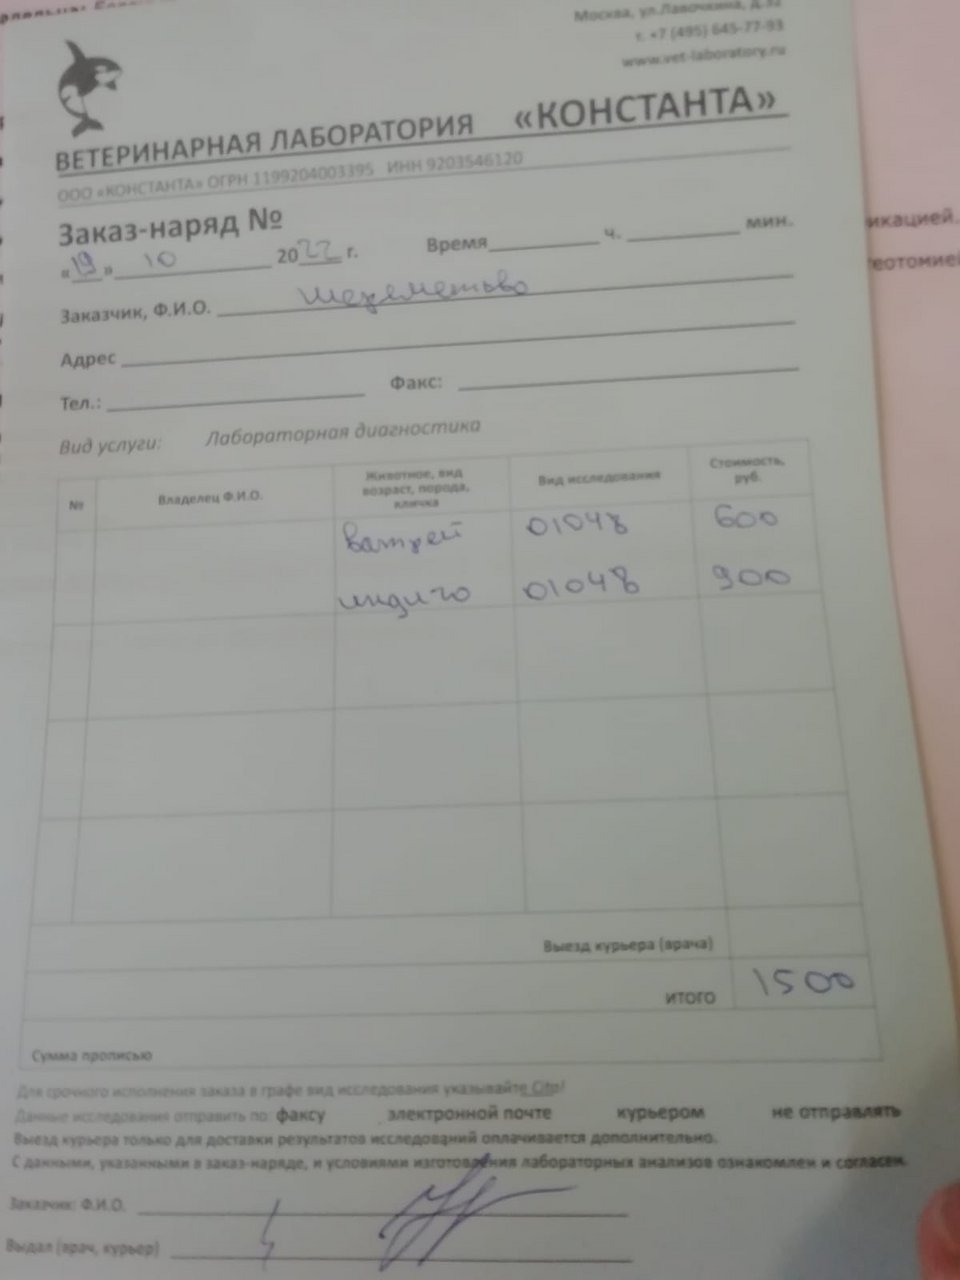 Москва, ул.Лавочкина, д.32
т. +7 (495) 645-77-93
www.vet-laboratory.ru
ВЕТЕРИНАРНАЯ ЛАБОРАТОРИЯ «КОНСТАНТА»
ООО «КОНСТАНТА» ОГРН 1199204003395 ИНН 9203546120
Заказ-наряд №
«19» 10 2022 г. Время ч. мин.
икацией.
Заказчик, Ф.И.О. Шереметьево
Адрес
Тел.: Факс:
Вид услуги: Лабораторная диагностика
№ Владелец Ф.И.О. Животное, вид возраст, порода, кличка Вид исследования Стоимость, руб.
01048 600
индиго 01048 900
Выезд курьера (врача)
ИТОГО 1500
Сумма прописью
Для срочного исполнения заказа в графе вид исследования указывайте Cito!
Данные исследования отправить по факсу электронной почте курьером не отправлять
Выезд курьера только для доставки результатов исследований оплачивается дополнительно.
С данными, указанными в заказ-наряде, и условиями изготовления лабораторных анализов ознакомлен и согласен.
Заказчик: Ф.И.О.
Выдал (врач, курьер)